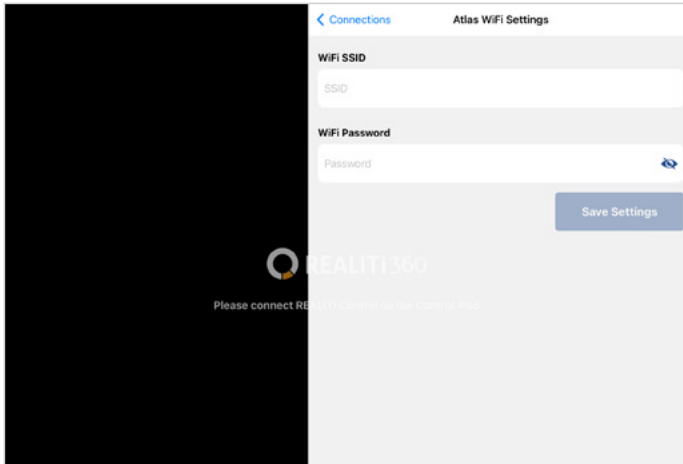 Connections
Atlas WiFi Settings
WiFi SSID
SSID
WiFi Password
Password
Save Settings
REALITi360
Please connect REALITi Control on the Control iPad